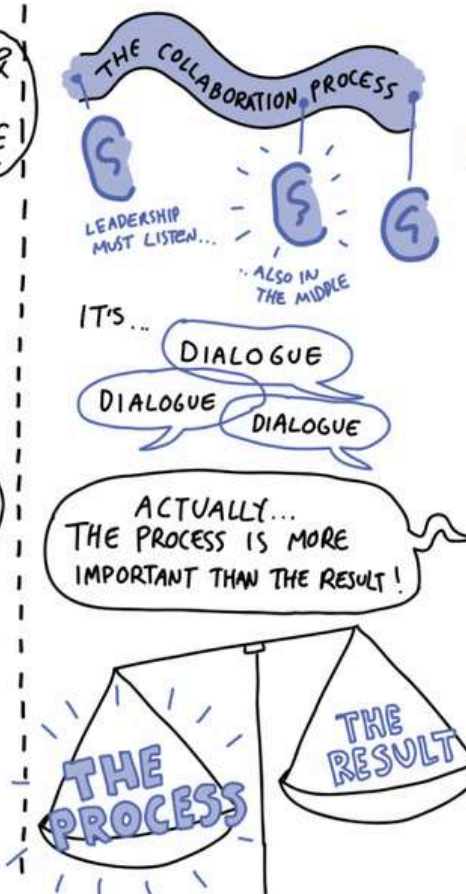 THE COLLABORATION PROCESS
LEADERSHIP
MUST LISTEN...
..ALSO IN
THE MIDDLE
IT'S...
DIALOGUE
DIALOGUE
DIALOGUE
ACTUALLY...
THE PROCESS IS MORE
IMPORTANT THAN THE RESULT!
THE
PROCESS
THE
RESULT